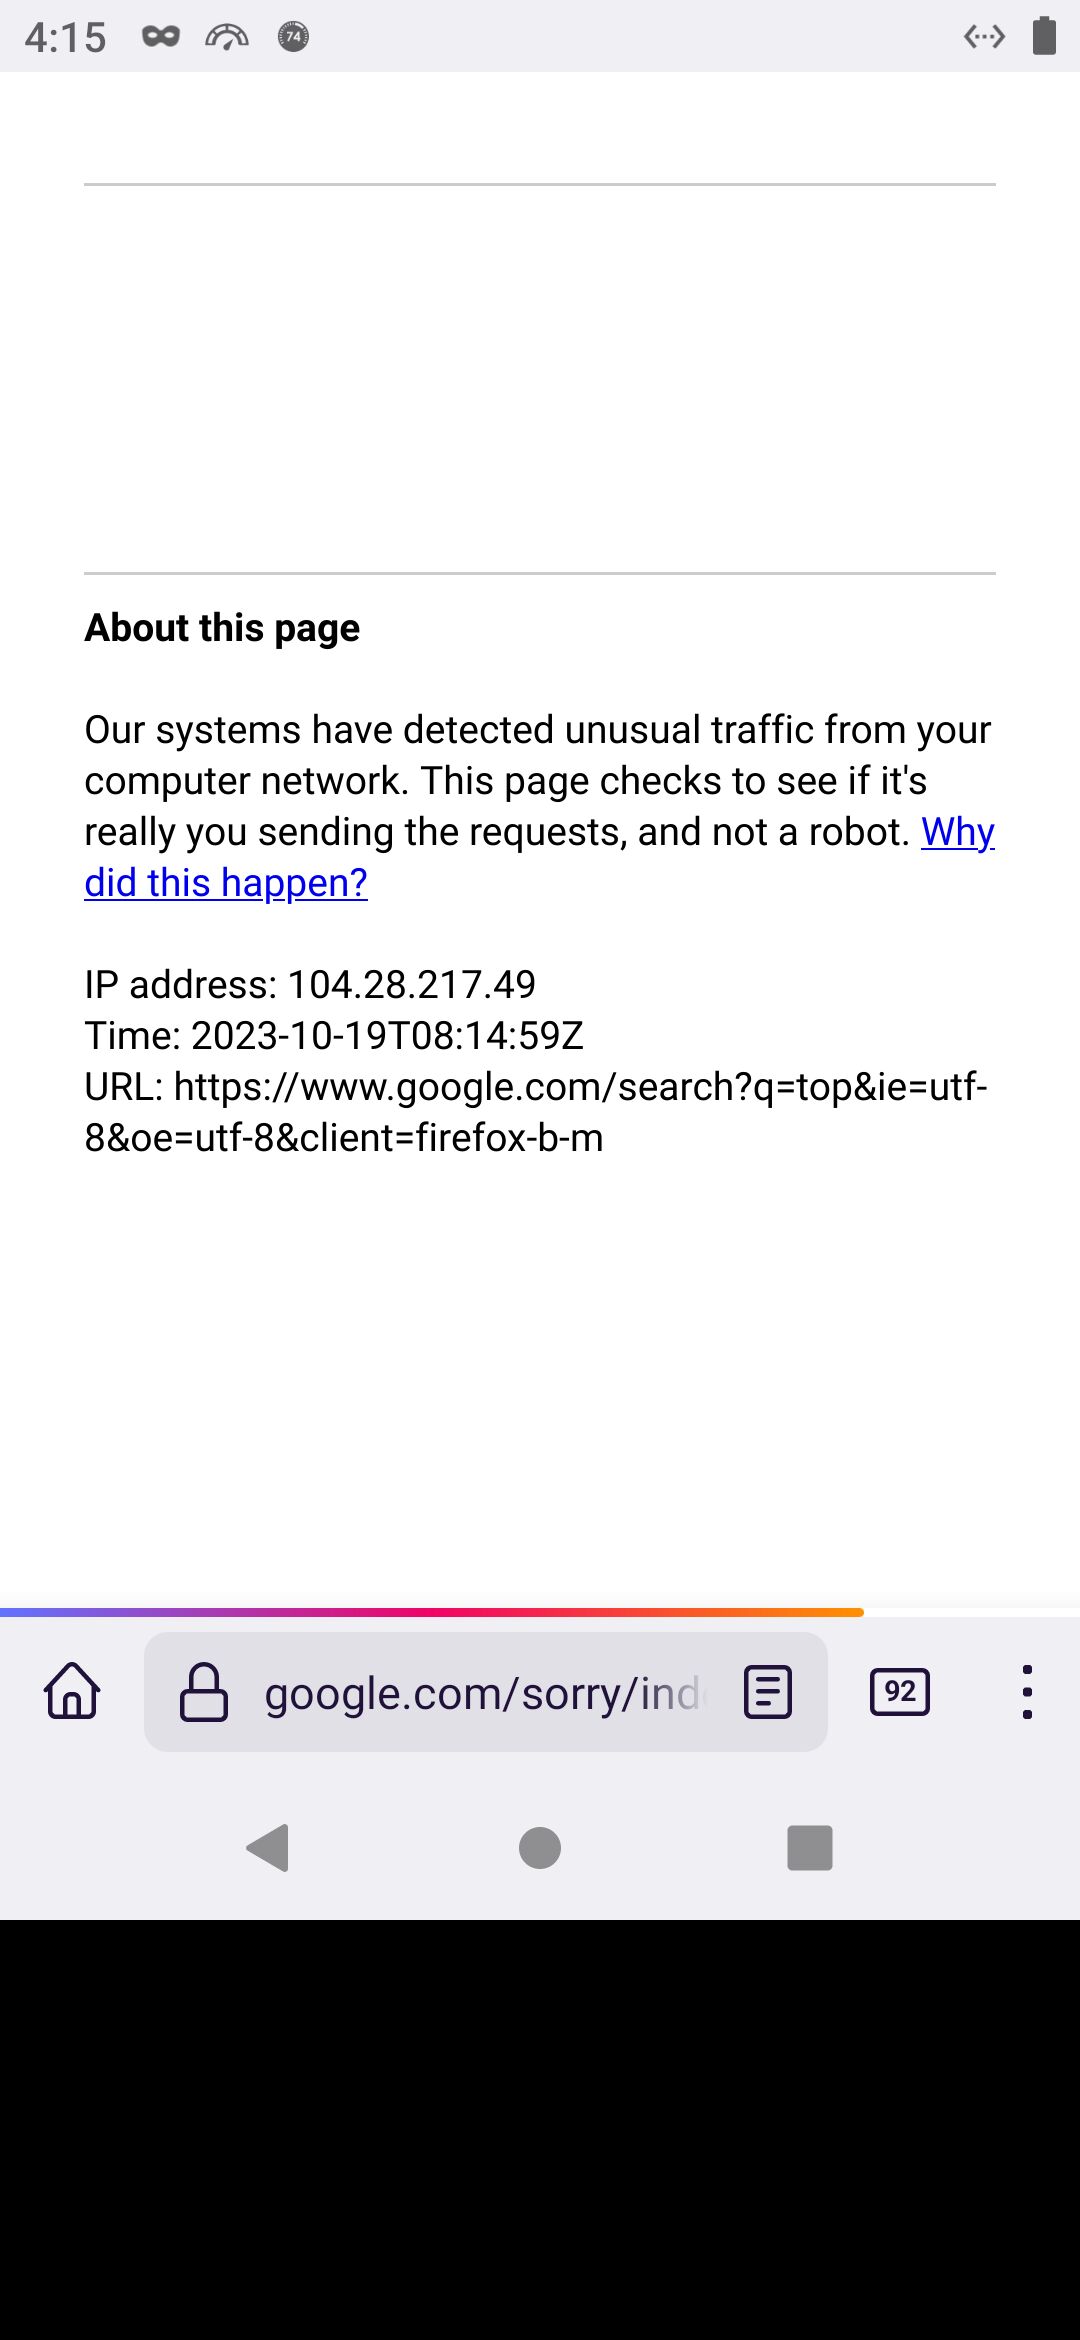 4:15
74
About this page
Our systems have detected unusual traffic from your
computer network. This page checks to see if it's
really you sending the requests, and not a robot. Why
did this happen?
IP address: 104.28.217.49
Time: 2023-10-19T08:14:59Z
URL: https://www.google.com/search?q=top&ie=utf-
8&oe=utf-8&client=firefox-b-m
google.com/sorry/ind
92